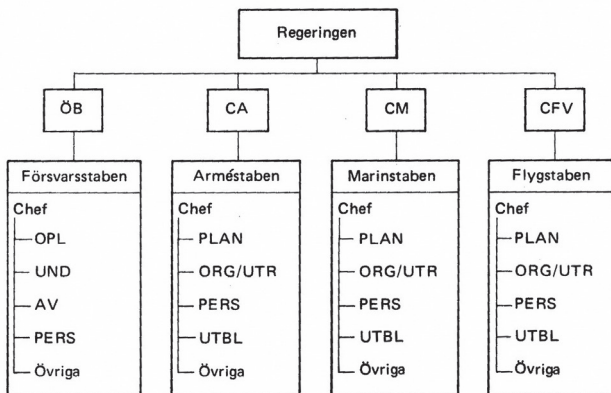 Regeringen
ÖB
CA
CM
CFV
Försvarsstaben
Chef
OPL
UND
AV
PERS
Övriga
Arméstaben
Chef
PLAN
ORG/UTR
PERS
UTBL
Övriga
Marinstaben
Chef
PLAN
ORG/UTR
PERS
UTBL
Övriga
Flygstaben
Chef
PLAN
ORG/UTR
PERS
UTBL
Övriga